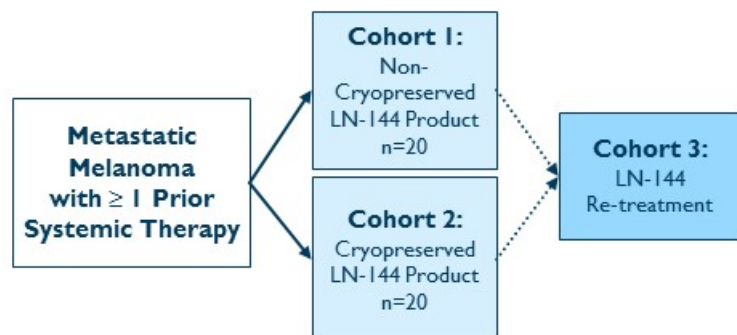 Metastatic
Melanoma
with ≥ 1 Prior
Systemic Therapy
Cohort 1:
Non-
Cryopreserved
LN-144 Product
n=20
Cohort 2:
Cryopreserved
LN-144 Product
n=20
Cohort 3:
LN-144
Re-treatment